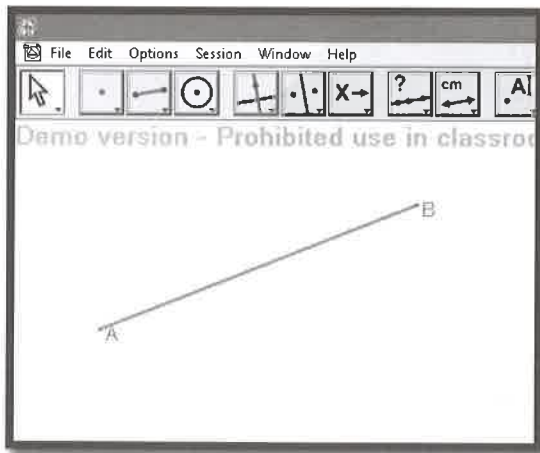 File Edit Options Session Window Help
X ? cm A
Demo version - Prohibited use in classroo
B
A